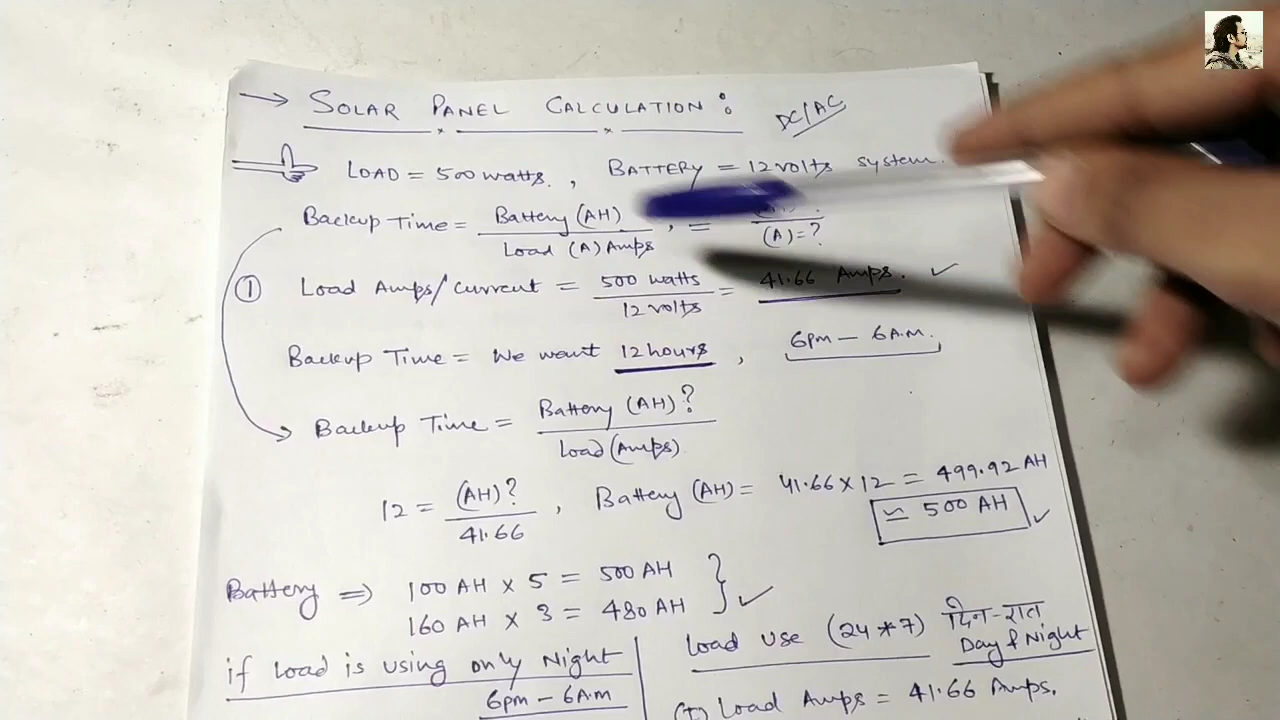 → SOLAR PANEL CALCULATION :
DC/AC
LOAD = 500 watts. , BATTERY = 12 volts system.
Backup Time = Battery (AH) / Load (A) Amps , = (A) = ?
① Load Amps/current = 500 watts / 12 volts = 41.66 Amps. ✓
Backup Time = We want 12 hours , 6pm — 6A.M.
Backup Time = Battery (AH)? / Load (Amps)
12 = (AH)? / 41.66 , Battery (AH) = 41.66 × 12 = 499.92 AH
≃ 500 AH ✓
Battery ⇒ 100 AH × 5 = 500 AH
160 AH × 3 = 480 AH } ✓
if Load is using only Night
6pm — 6A.M
Load use (24*7) दिन-रात
Day & Night
Load Amps = 41.66 Amps.